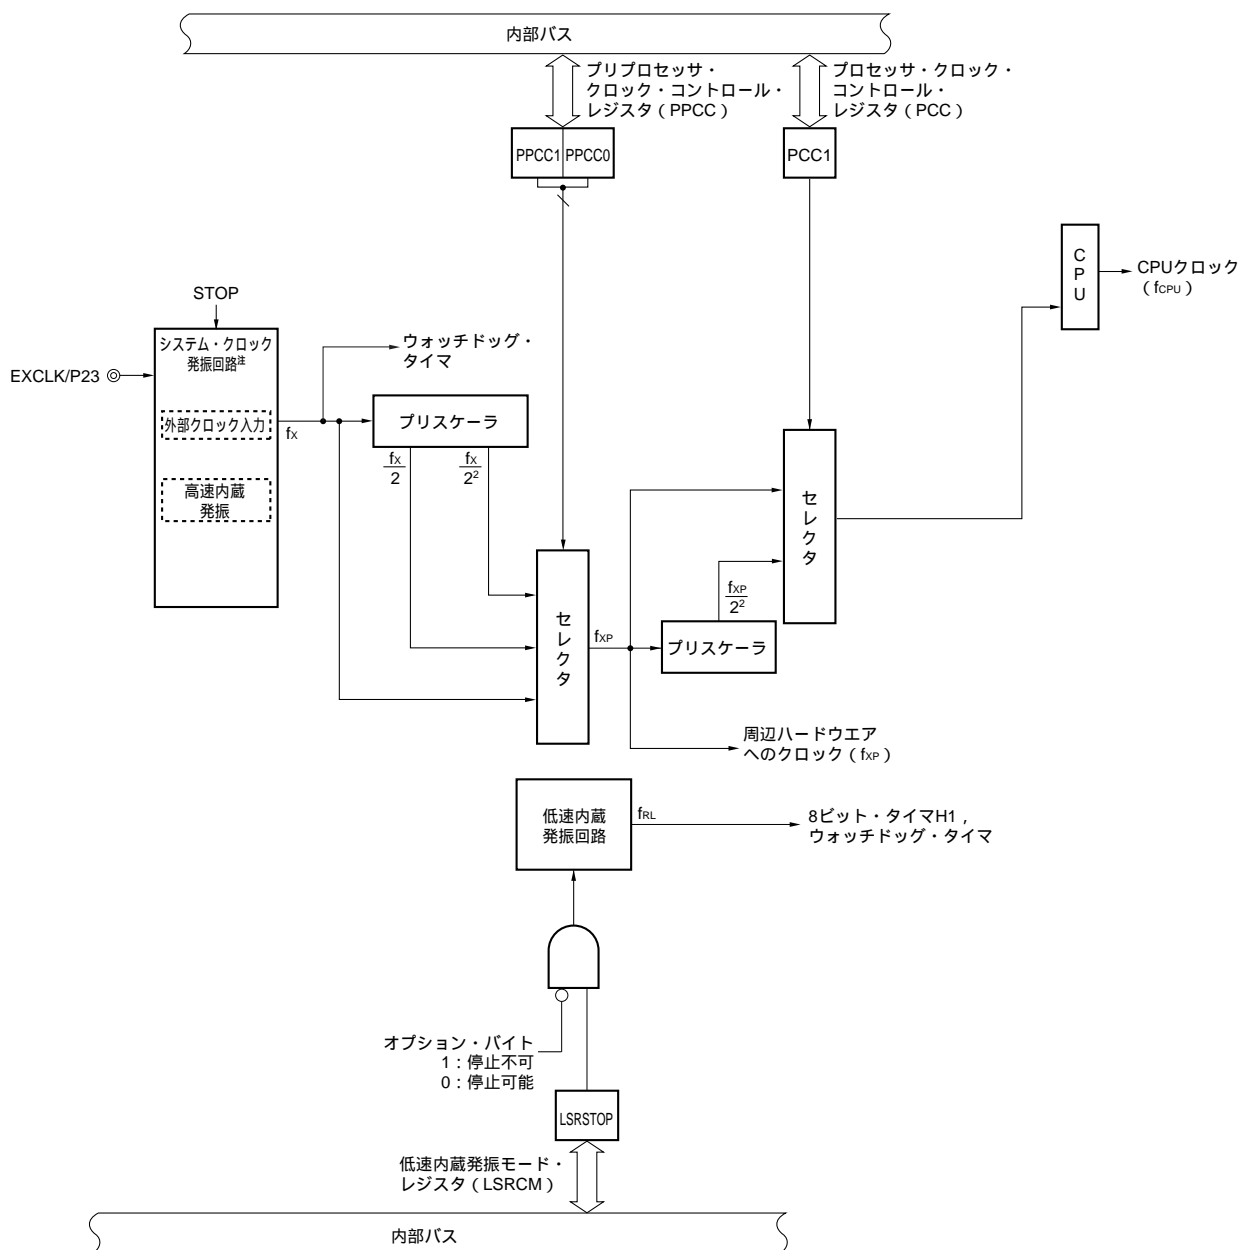 内部バス
プリプロセッサ・
クロック・コントロール・
レジスタ（PPCC）
プロセッサ・クロック・
コントロール・
レジスタ（PCC）
PPCC1
PPCC0
PCC1
CPU
CPUクロック
（fCPU）
STOP
システム・クロック
発振回路注
EXCLK/P23
外部クロック入力
高速内蔵
発振
fX
ウォッチドッグ・
タイマ
プリスケーラ
fX
2
fX
2²
セレクタ
fXP
プリスケーラ
fXP
2²
セレクタ
周辺ハードウエア
へのクロック（fXP）
低速内蔵
発振回路
fRL
8ビット・タイマH1，
ウォッチドッグ・タイマ
オプション・バイト
1：停止不可
0：停止可能
LSRSTOP
低速内蔵発振モード・
レジスタ（LSRCM）
内部バス